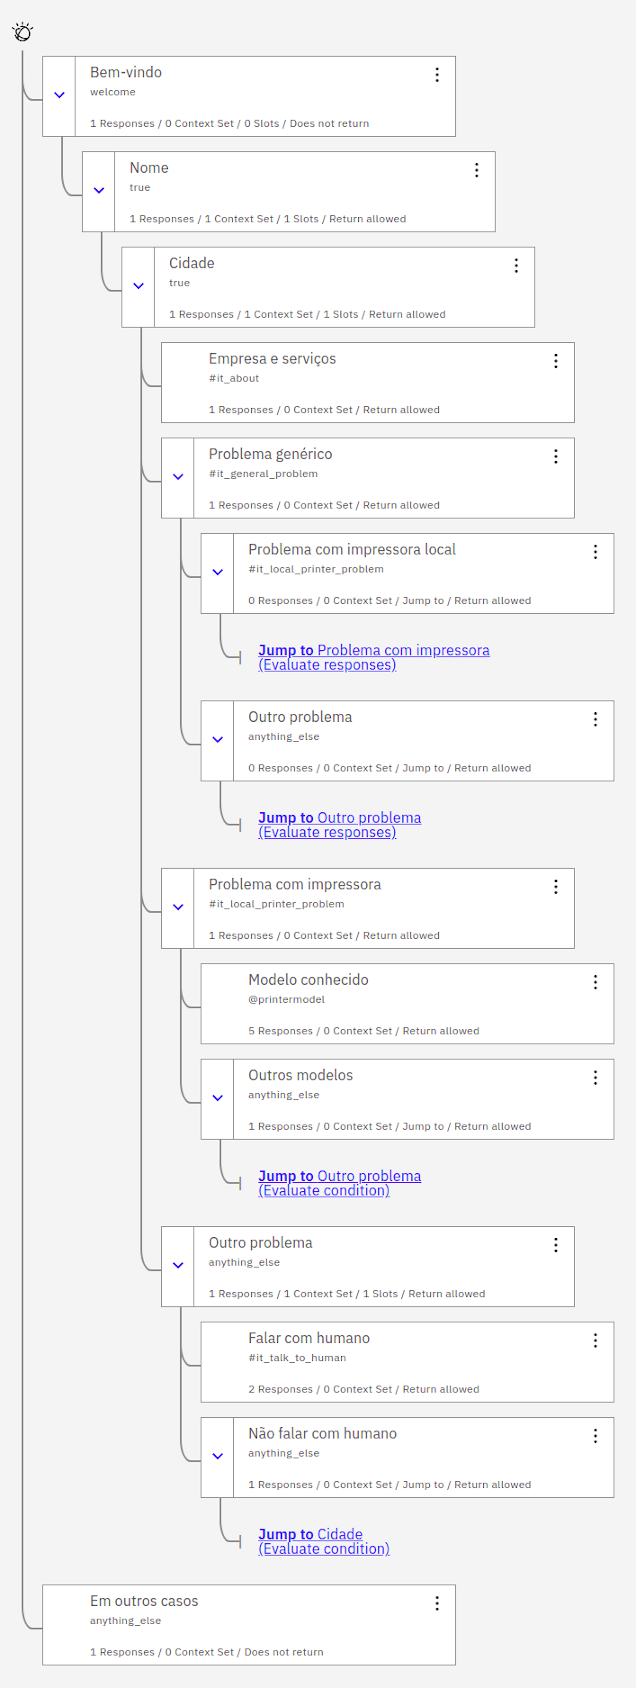 Bem-vindo
welcome
1 Responses / 0 Context Set / 0 Slots / Does not return
Nome
true
1 Responses / 1 Context Set / 1 Slots / Return allowed
Cidade
true
1 Responses / 1 Context Set / 1 Slots / Return allowed
Empresa e serviços
#it_about
1 Responses / 0 Context Set / Return allowed
Problema genérico
#it_general_problem
1 Responses / 0 Context Set / Return allowed
Problema com impressora local
#it_local_printer_problem
0 Responses / 0 Context Set / Jump to / Return allowed
Jump to Problema com impressora
(Evaluate responses)
Outro problema
anything_else
0 Responses / 0 Context Set / Jump to / Return allowed
Jump to Outro problema
(Evaluate responses)
Problema com impressora
#it_local_printer_problem
1 Responses / 0 Context Set / Return allowed
Modelo conhecido
@printermodel
5 Responses / 0 Context Set / Return allowed
Outros modelos
anything_else
1 Responses / 0 Context Set / Jump to / Return allowed
Jump to Outro problema
(Evaluate condition)
Outro problema
anything_else
1 Responses / 1 Context Set / 1 Slots / Return allowed
Falar com humano
#it_talk_to_human
2 Responses / 0 Context Set / Return allowed
Não falar com humano
anything_else
1 Responses / 0 Context Set / Jump to / Return allowed
Jump to Cidade
(Evaluate condition)
Em outros casos
anything_else
1 Responses / 0 Context Set / Does not return